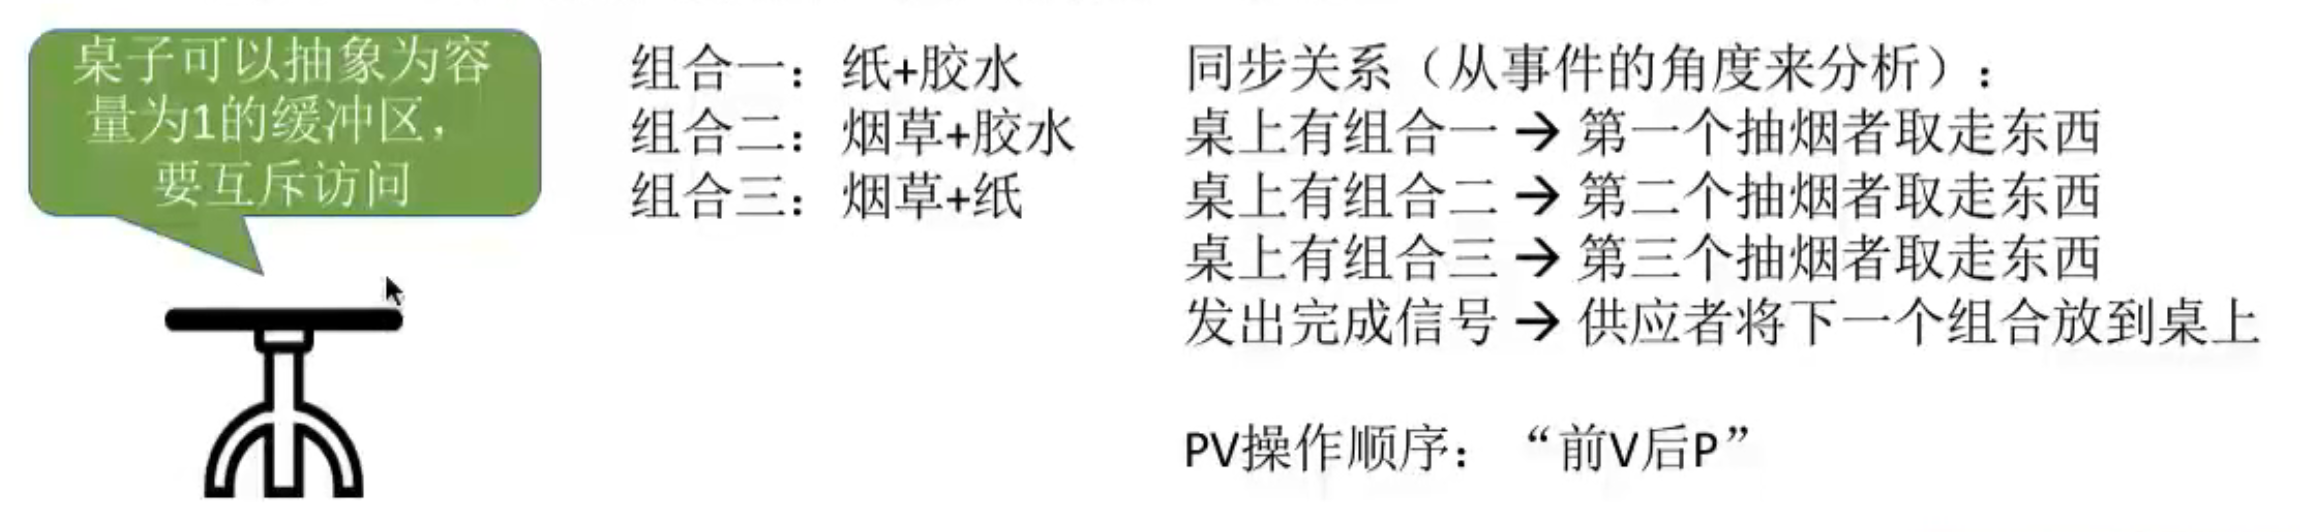 桌子可以抽象为容
量为1的缓冲区，
要互斥访问
组合一：纸+胶水
组合二：烟草+胶水
组合三：烟草+纸
同步关系（从事件的角度来分析）：
桌上有组合一 → 第一个抽烟者取走东西
桌上有组合二 → 第二个抽烟者取走东西
桌上有组合三 → 第三个抽烟者取走东西
发出完成信号 → 供应者将下一个组合放到桌上
PV操作顺序：“前V后P”